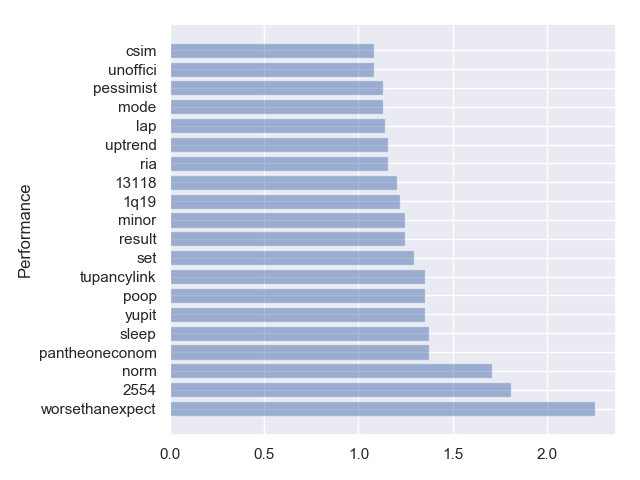 csim
unoffici
pessimist
mode
lap
uptrend
ria
13118
1q19
minor
result
set
tupancylink
poop
yupit
sleep
pantheoneconom
norm
2554
worsethanexpect
Performance
0.0 0.5 1.0 1.5 2.0